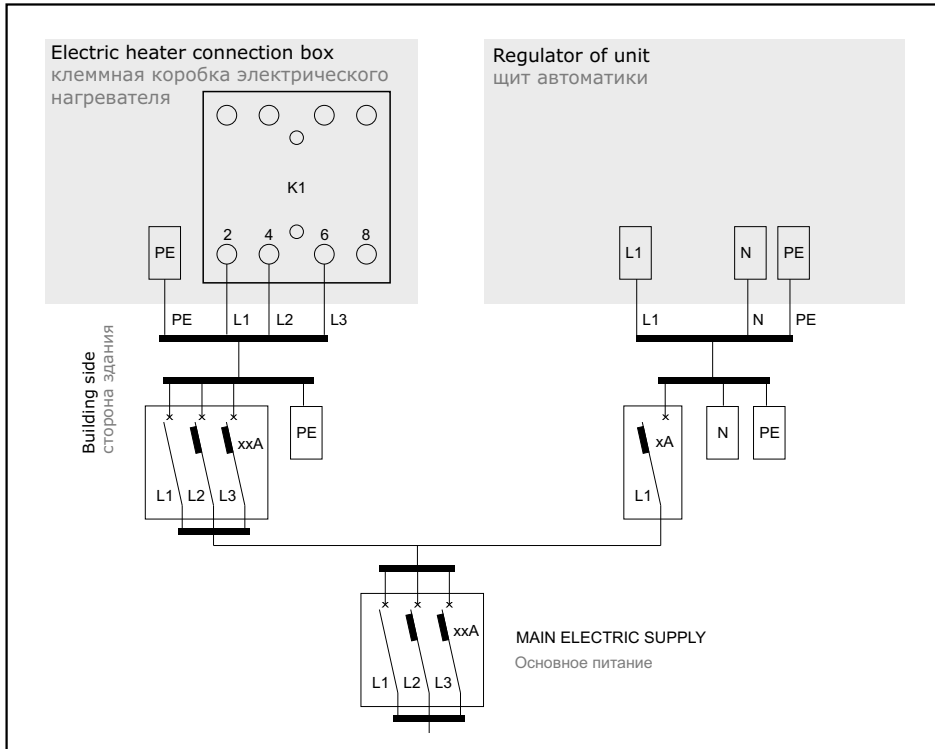 Electric heater connection box
клеммная коробка электрического
нагревателя
K1
2 4 6 8
PE
PE L1 L2 L3
Building side
сторона здания
xxA
L1 L2 L3
PE
Regulator of unit
щит автоматики
L1 N PE
L1 N PE
xA
L1
N PE
xxA
L1 L2 L3
MAIN ELECTRIC SUPPLY
Основное питание